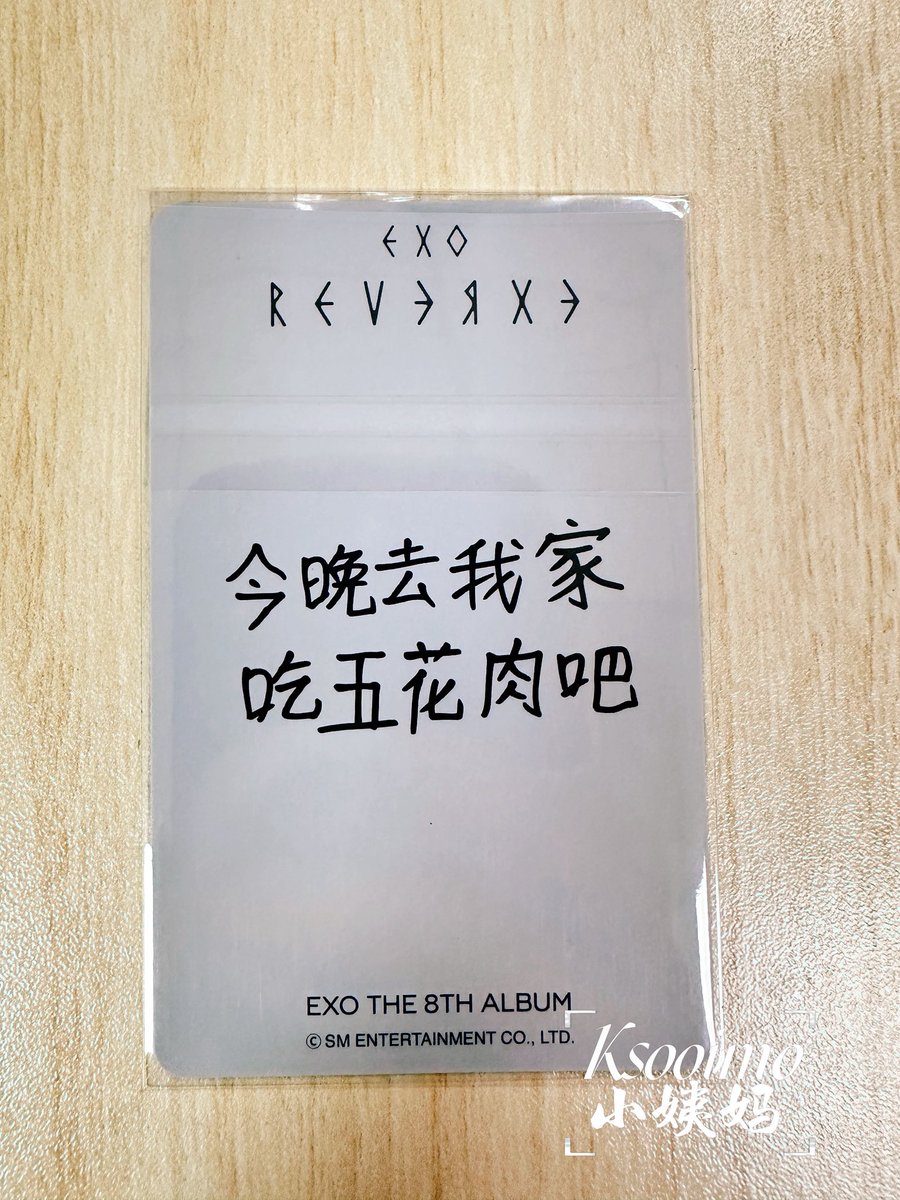 EXO
REVERXE
今晚去我家
吃五花肉吧
EXO THE 8TH ALBUM
© SM ENTERTAINMENT CO., LTD.
Ksooumo
小姨妈